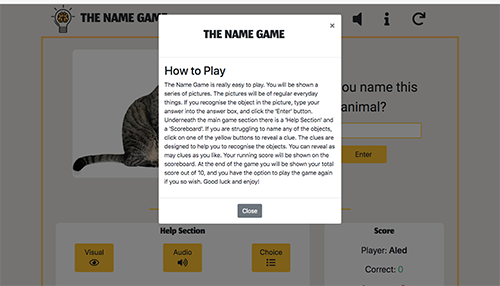 THE NAME GAME
×
THE NAME GAME
How to Play
The Name Game is really easy to play. You will be shown a
series of pictures. The pictures will be of regular everyday
things. If you recognise the object in the picture, type your
answer into the answer box, and click the 'Enter' button.
Underneath the main game section there is a 'Help Section' and
a 'Scoreboard'. If you are struggling to name any of the objects,
click on one of the yellow buttons to reveal a clue. The clues are
designed to help you to recognise the objects. You can reveal as
may clues as you like. Your running score will be shown on the
scoreboard. At the end of the game you will be shown your total
score out of 10, and you have the option to play the game again
if you so wish. Good luck and enjoy!
Close
you name this
animal?
Enter
Help Section
Visual
Audio
Choice
Score
Player: Aled
Correct: 0